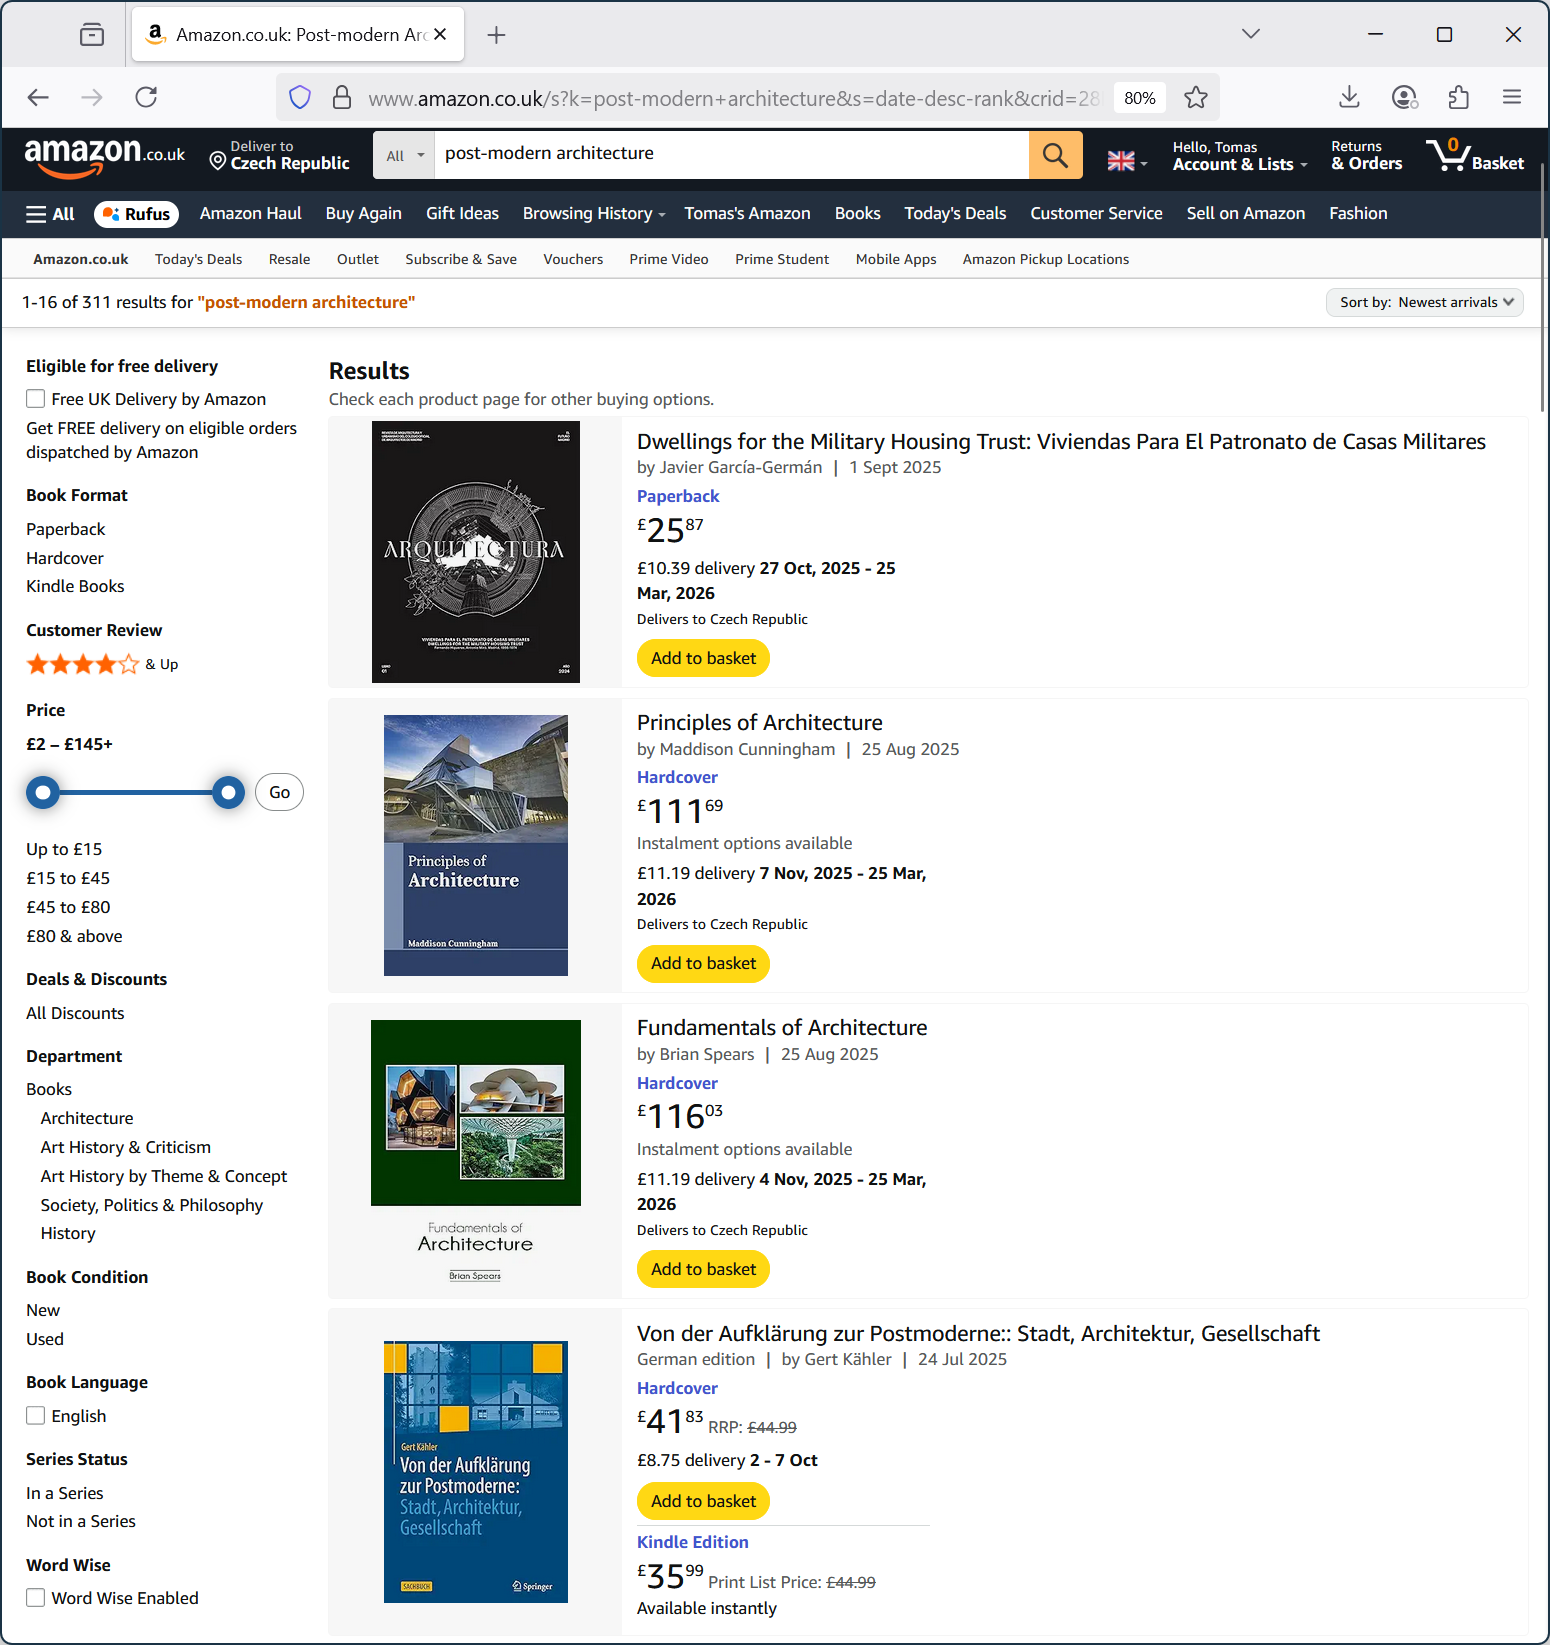 Amazon.co.uk: Post-modern Arc
www.amazon.co.uk/s?k=post-modern+architecture&s=date-desc-rank&crid=28
80%
amazon.co.uk
Deliver to
Czech Republic
All
post-modern architecture
Hello, Tomas
Account & Lists
Returns
& Orders
0
Basket
All
Rufus
Amazon Haul
Buy Again
Gift Ideas
Browsing History
Tomas's Amazon
Books
Today's Deals
Customer Service
Sell on Amazon
Fashion
Amazon.co.uk
Today's Deals
Resale
Outlet
Subscribe & Save
Vouchers
Prime Video
Prime Student
Mobile Apps
Amazon Pickup Locations
1-16 of 311 results for "post-modern architecture"
Sort by: Newest arrivals
Eligible for free delivery
Free UK Delivery by Amazon
Get FREE delivery on eligible orders
dispatched by Amazon
Book Format
Paperback
Hardcover
Kindle Books
Customer Review
& Up
Price
£2 – £145+
Go
Up to £15
£15 to £45
£45 to £80
£80 & above
Deals & Discounts
All Discounts
Department
Books
Architecture
Art History & Criticism
Art History by Theme & Concept
Society, Politics & Philosophy
History
Book Condition
New
Used
Book Language
English
Series Status
In a Series
Not in a Series
Word Wise
Word Wise Enabled
Results
Check each product page for other buying options.
ARQUITECTURA
VIVIENDAS PARA EL PATRONATO DE CASAS MILITARES
DWELLINGS FOR THE MILITARY HOUSING TRUST
Dwellings for the Military Housing Trust: Viviendas Para El Patronato de Casas Militares
by Javier García-Germán | 1 Sept 2025
Paperback
£25 87
£10.39 delivery 27 Oct, 2025 - 25
Mar, 2026
Delivers to Czech Republic
Add to basket
Principles of
Architecture
Maddison Cunningham
Principles of Architecture
by Maddison Cunningham | 25 Aug 2025
Hardcover
£111 69
Instalment options available
£11.19 delivery 7 Nov, 2025 - 25 Mar,
2026
Delivers to Czech Republic
Add to basket
Fundamentals of
Architecture
Brian Spears
Fundamentals of Architecture
by Brian Spears | 25 Aug 2025
Hardcover
£116 03
Instalment options available
£11.19 delivery 4 Nov, 2025 - 25 Mar,
2026
Delivers to Czech Republic
Add to basket
Gert Kähler
Von der Aufklärung
zur Postmoderne:
Stadt, Architektur,
Gesellschaft
SACHBUCH
Springer
Von der Aufklärung zur Postmoderne:: Stadt, Architektur, Gesellschaft
German edition | by Gert Kähler | 24 Jul 2025
Hardcover
£41 83 RRP: £44.99
£8.75 delivery 2 - 7 Oct
Add to basket
Kindle Edition
£35 99 Print List Price: £44.99
Available instantly